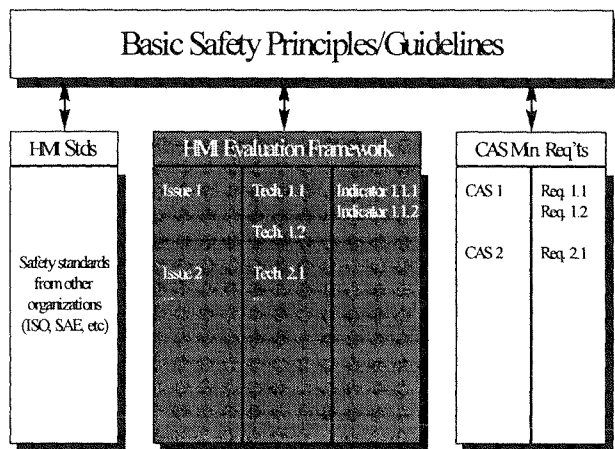 Basic Safety Principles/Guidelines
HMI Stds
Safety standards
from other
organizations
(ISO, SAE, etc)
HMI Evaluation Framework
Issue 1 Tech. 1.1 Indicator 1.1.1
Indicator 1.1.2
Tech. 1.2
Issue 2 Tech. 2.1
... ...
CAS Min. Req'ts
CAS 1 Req. 1.1
Req. 1.2
CAS 2 Req. 2.1